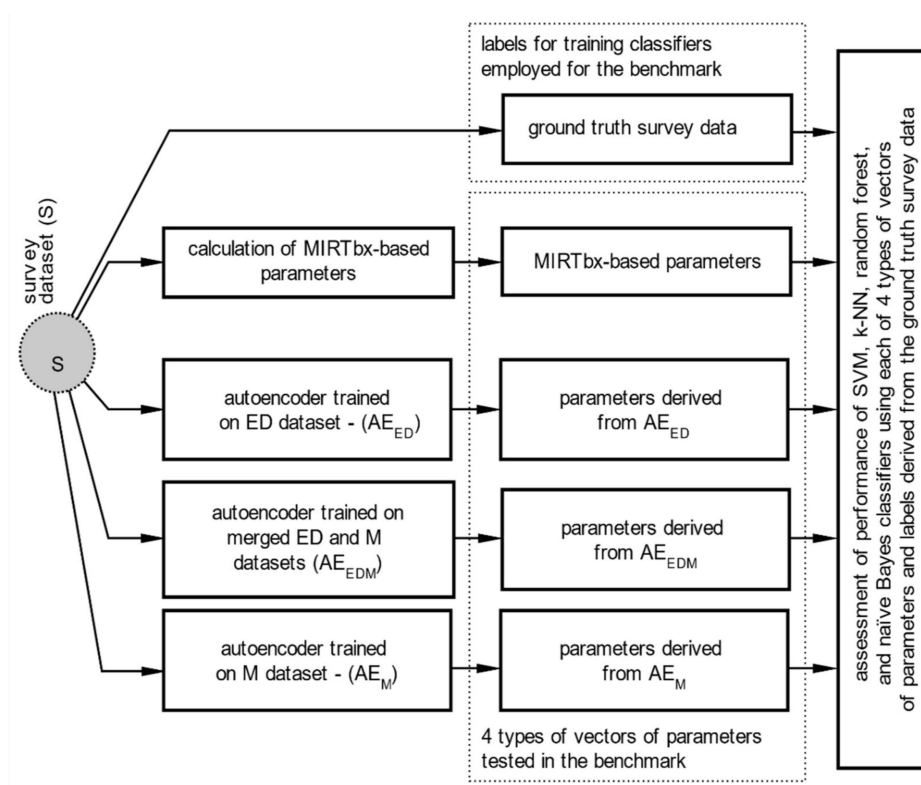 labels for training classifiers
employed for the benchmark
ground truth survey data
survey
dataset (S)
S
calculation of MIRTbx-based
parameters
MIRTbx-based parameters
autoencoder trained
on ED dataset - (AE_ED)
parameters derived
from AE_ED
autoencoder trained on
merged ED and M
datasets (AE_EDM)
parameters derived
from AE_EDM
autoencoder trained
on M dataset - (AE_M)
parameters derived
from AE_M
4 types of vectors of parameters
tested in the benchmark
assessment of performance of SVM, k-NN, random forest,
and naïve Bayes classifiers using each of 4 types of vectors
of parameters and labels derived from the ground truth survey data